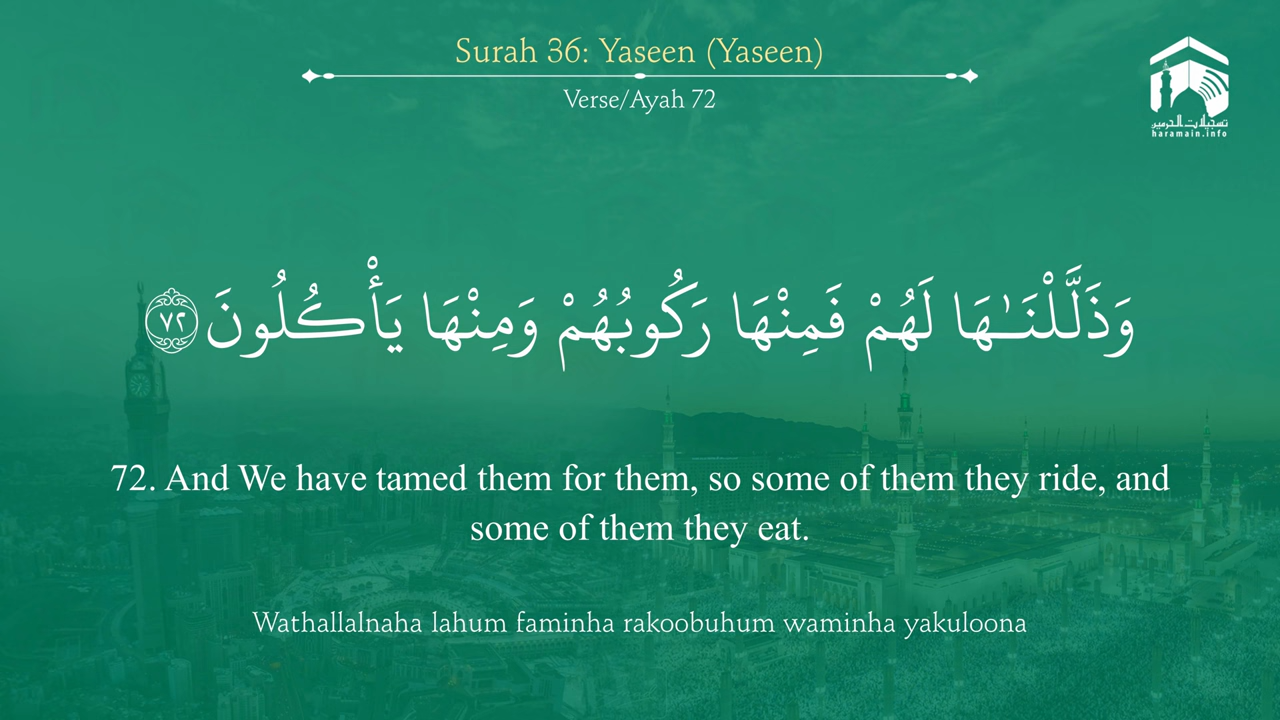 Surah 36: Yaseen (Yaseen)
Verse/Ayah 72
تسجيلات الحرمين
haramain.info
وَذَلَّلْنَـٰهَا لَهُمْ فَمِنْهَا رَكُوبُهُمْ وَمِنْهَا يَأْكُلُونَ ٧٢
72. And We have tamed them for them, so some of them they ride, and
some of them they eat.
Wathallalnaha lahum faminha rakoobuhum waminha yakuloona